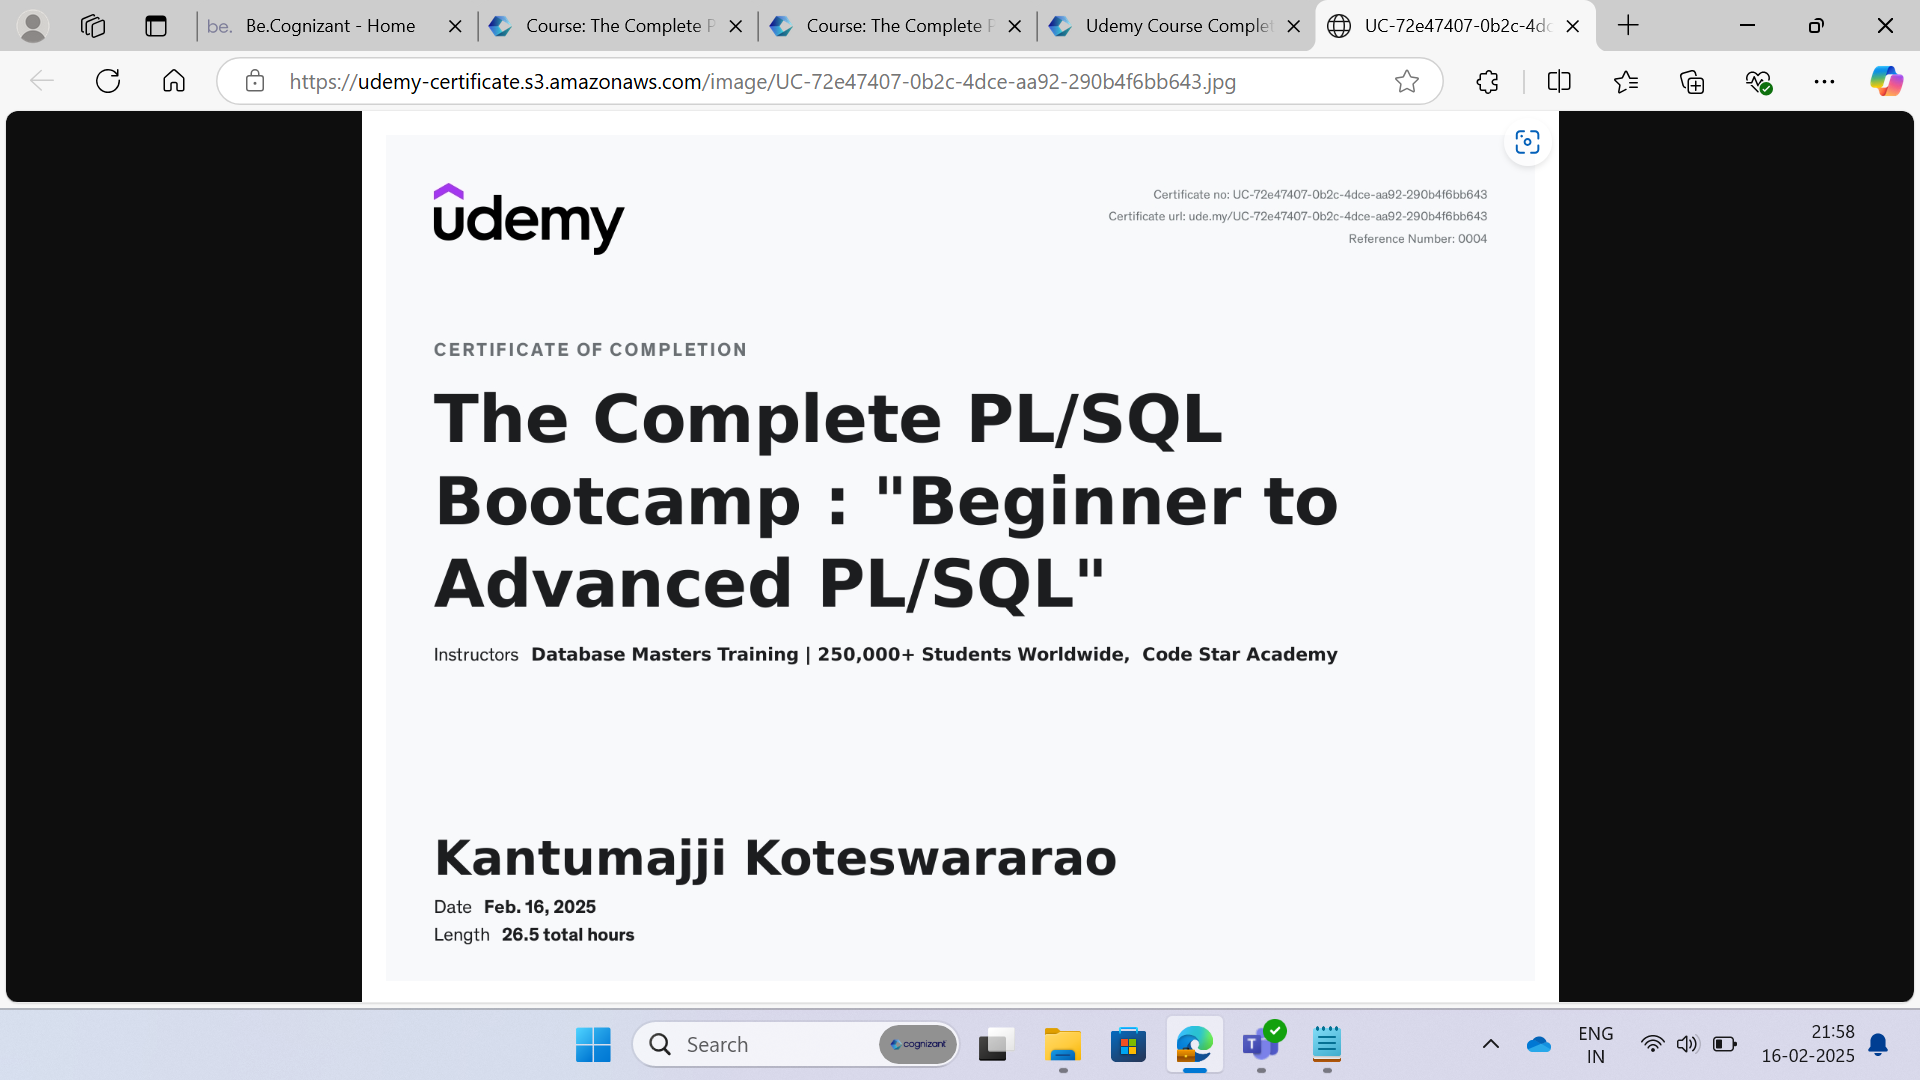 be. Be.Cognizant - Home
Course: The Complete P
Course: The Complete P
Udemy Course Complet
UC-72e47407-0b2c-4dc
https://udemy-certificate.s3.amazonaws.com/image/UC-72e47407-0b2c-4dce-aa92-290b4f6bb643.jpg
udemy
Certificate no: UC-72e47407-0b2c-4dce-aa92-290b4f6bb643
Certificate url: ude.my/UC-72e47407-0b2c-4dce-aa92-290b4f6bb643
Reference Number: 0004
CERTIFICATE OF COMPLETION
The Complete PL/SQL
Bootcamp : "Beginner to
Advanced PL/SQL"
Instructors Database Masters Training | 250,000+ Students Worldwide, Code Star Academy
Kantumajji Koteswararao
Date Feb. 16, 2025
Length 26.5 total hours
Search
cognizant
T
ENG
IN
21:58
16-02-2025